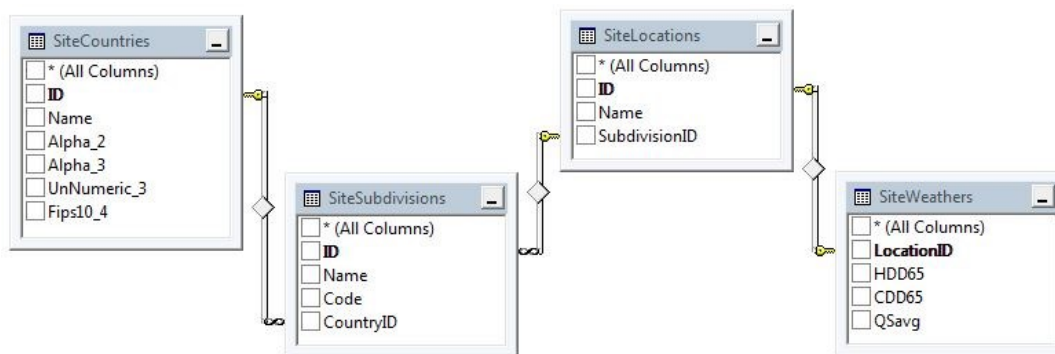 SiteCountries
* (All Columns)
ID
Name
Alpha_2
Alpha_3
UnNumeric_3
Fips10_4
SiteSubdivisions
* (All Columns)
ID
Name
Code
CountryID
SiteLocations
* (All Columns)
ID
Name
SubdivisionID
SiteWeathers
* (All Columns)
LocationID
HDD65
CDD65
QSavg